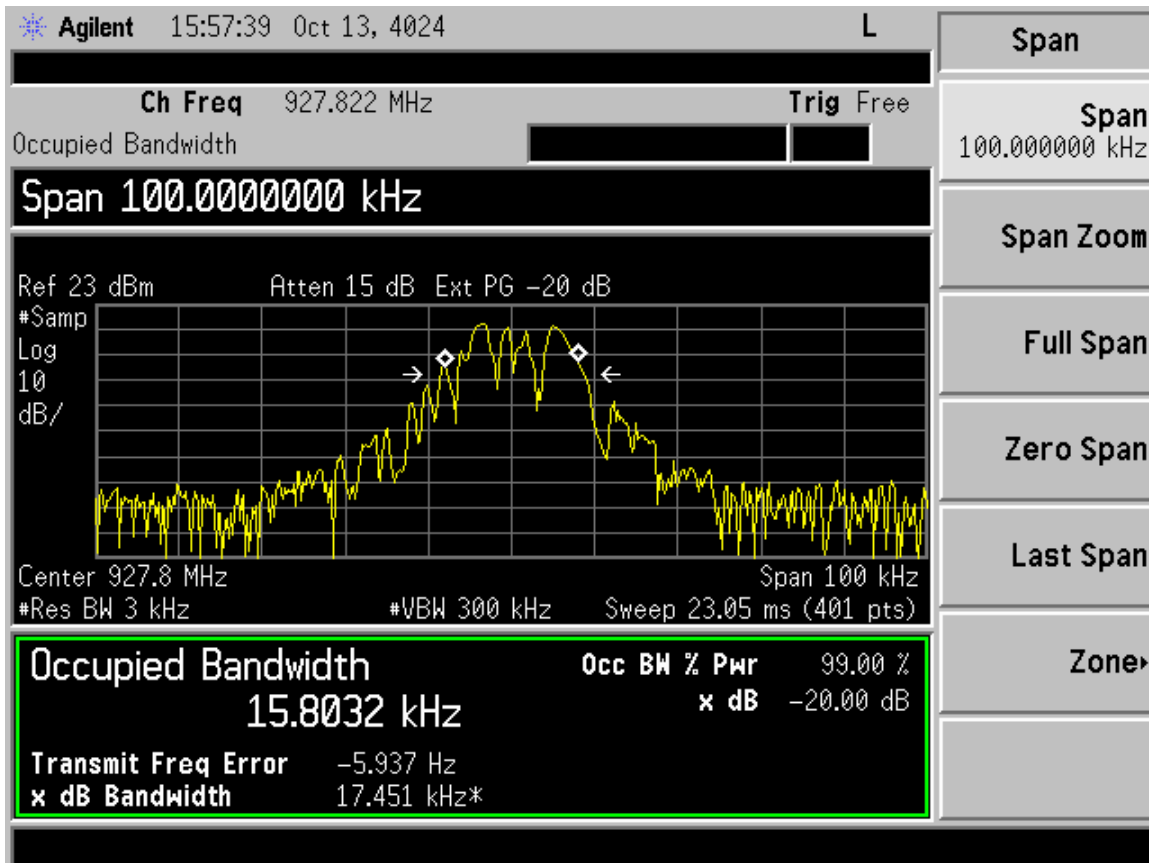 Agilent 15:57:39 Oct 13, 4024 L
Ch Freq 927.822 MHz Trig Free
Occupied Bandwidth
Span 100.0000000 kHz
Ref 23 dBm Atten 15 dB Ext PG -20 dB
#Samp
Log
10
dB/
Center 927.8 MHz Span 100 kHz
#Res BW 3 kHz #VBW 300 kHz Sweep 23.05 ms (401 pts)
Occupied Bandwidth Occ BW % Pwr 99.00 %
15.8032 kHz x dB -20.00 dB
Transmit Freq Error -5.937 Hz
x dB Bandwidth 17.451 kHz*
Span
Span
100.000000 kHz
Span Zoom
Full Span
Zero Span
Last Span
Zone